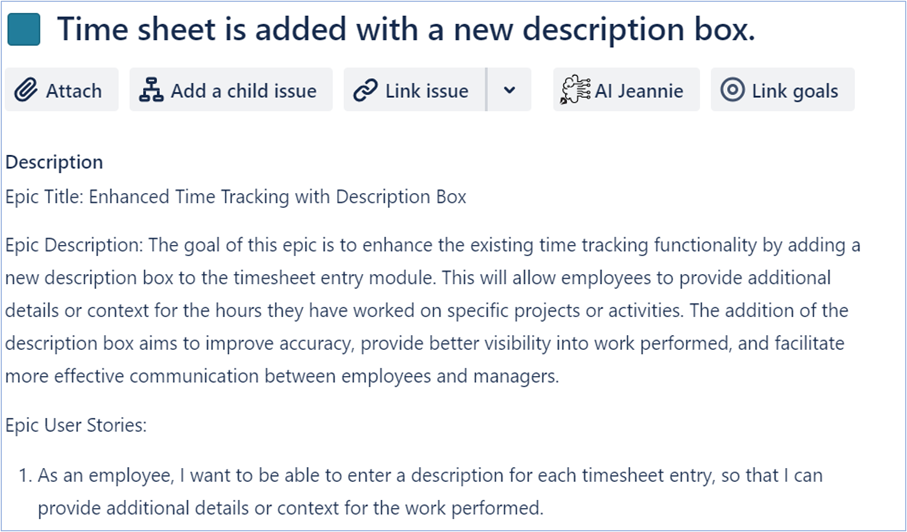 Time sheet is added with a new description box.
Attach
Add a child issue
Link issue
AI Jeannie
Link goals
Description
Epic Title: Enhanced Time Tracking with Description Box
Epic Description: The goal of this epic is to enhance the existing time tracking functionality by adding a
new description box to the timesheet entry module. This will allow employees to provide additional
details or context for the hours they have worked on specific projects or activities. The addition of the
description box aims to improve accuracy, provide better visibility into work performed, and facilitate
more effective communication between employees and managers.
Epic User Stories:
1. As an employee, I want to be able to enter a description for each timesheet entry, so that I can
provide additional details or context for the work performed.